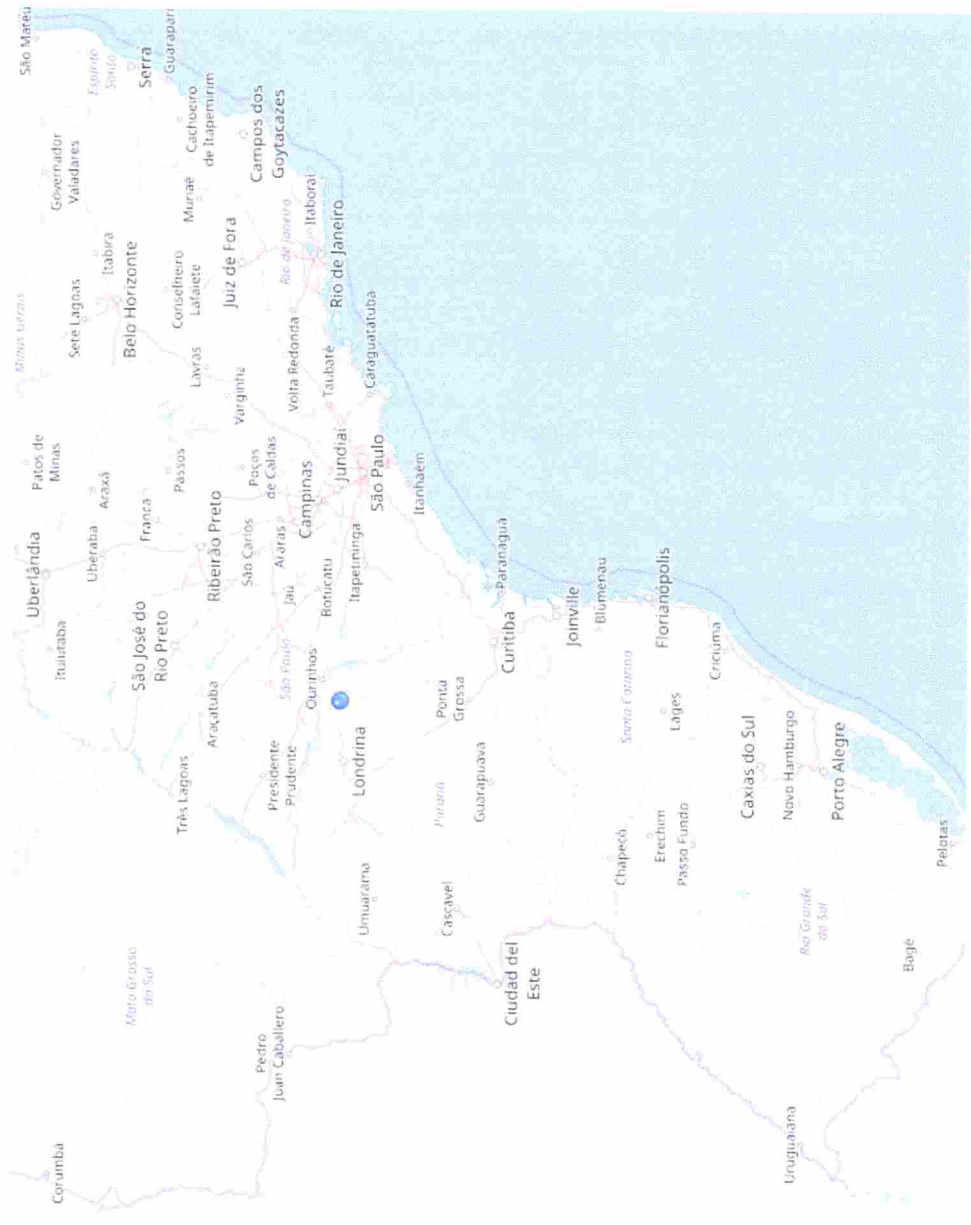 Corumbá
Ituiutaba
Uberlândia
Patos de
Minas
Minas Gerais
São Mateu
Uberaba
Araxá
Sete Lagoas
Itabira
Governador
Valadares
Espírito
Santo
Mato Grosso
do Sul
São José do
Rio Preto
Franca
Belo Horizonte
Serra
Três Lagoas
Passos
Lavras
Conselheiro
Lafaiete
Muriaé
Cachoeiro
de Itapemirim
Guarapari
Araçatuba
Ribeirão Preto
Varginha
Juiz de Fora
São Carlos
Poços
de Caldas
Campos dos
Goytacazes
Pedro
Juan Caballero
Presidente
Prudente
São Paulo
Jaú
Araras
Rio de Janeiro
Ourinhos
Botucatu
Campinas
Volta Redonda
Itaboraí
Londrina
Itapetininga
Jundiaí
Taubaté
Rio de Janeiro
Umuarama
São Paulo
Caraguatatuba
Cascavel
Paraná
Ponta
Grossa
Itanhaém
Guarapuava
Ciudad del
Este
Curitiba
Paranaguá
Joinville
Blumenau
Chapecó
Santa Catarina
Erechim
Passo Fundo
Lages
Florianópolis
Criciúma
Caxias do Sul
Novo Hamburgo
Uruguaiana
Rio Grande
do Sul
Porto Alegre
Bagé
Pelotas